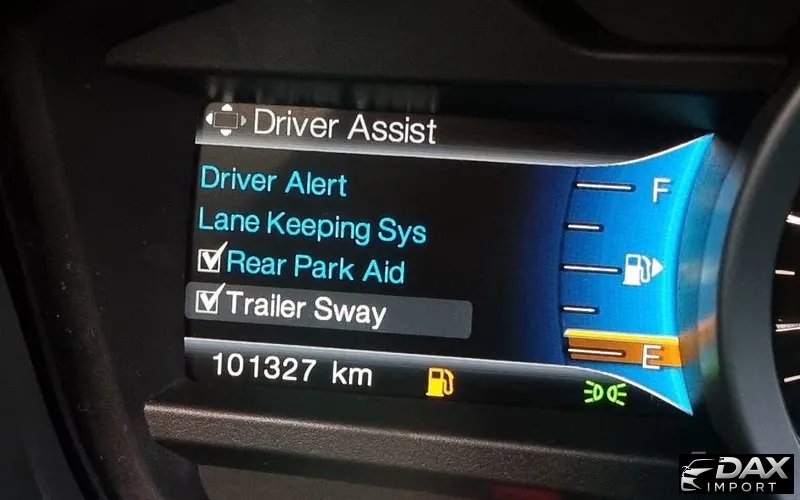 Driver Assist
Driver Alert
Lane Keeping Sys
Rear Park Aid
Trailer Sway
F
E
101327 km
DAX
IMPORT